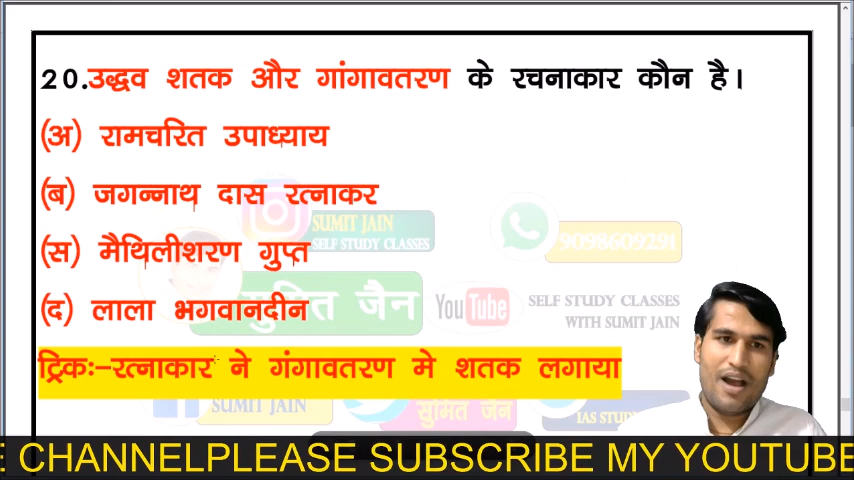 20.उद्धव शतक और गांगावतरण के रचनाकार कौन है।
(अ) रामचरित उपाध्याय
(ब) जगन्नाथ दास रत्नाकर
SUMIT JAIN
SELF STUDY CLASSES
9098609291
(स) मैथिलीशरण गुप्त
(द) लाला भगवानदीन
सुमित जैन
YouTube
SELF STUDY CLASSES
WITH SUMIT JAIN
ट्रिकः-रत्नाकार ने गंगावतरण मे शतक लगाया
SUMIT JAIN
सुमित जैन
IAS STUD
E CHANNELPLEASE SUBSCRIBE MY YOUTUBE